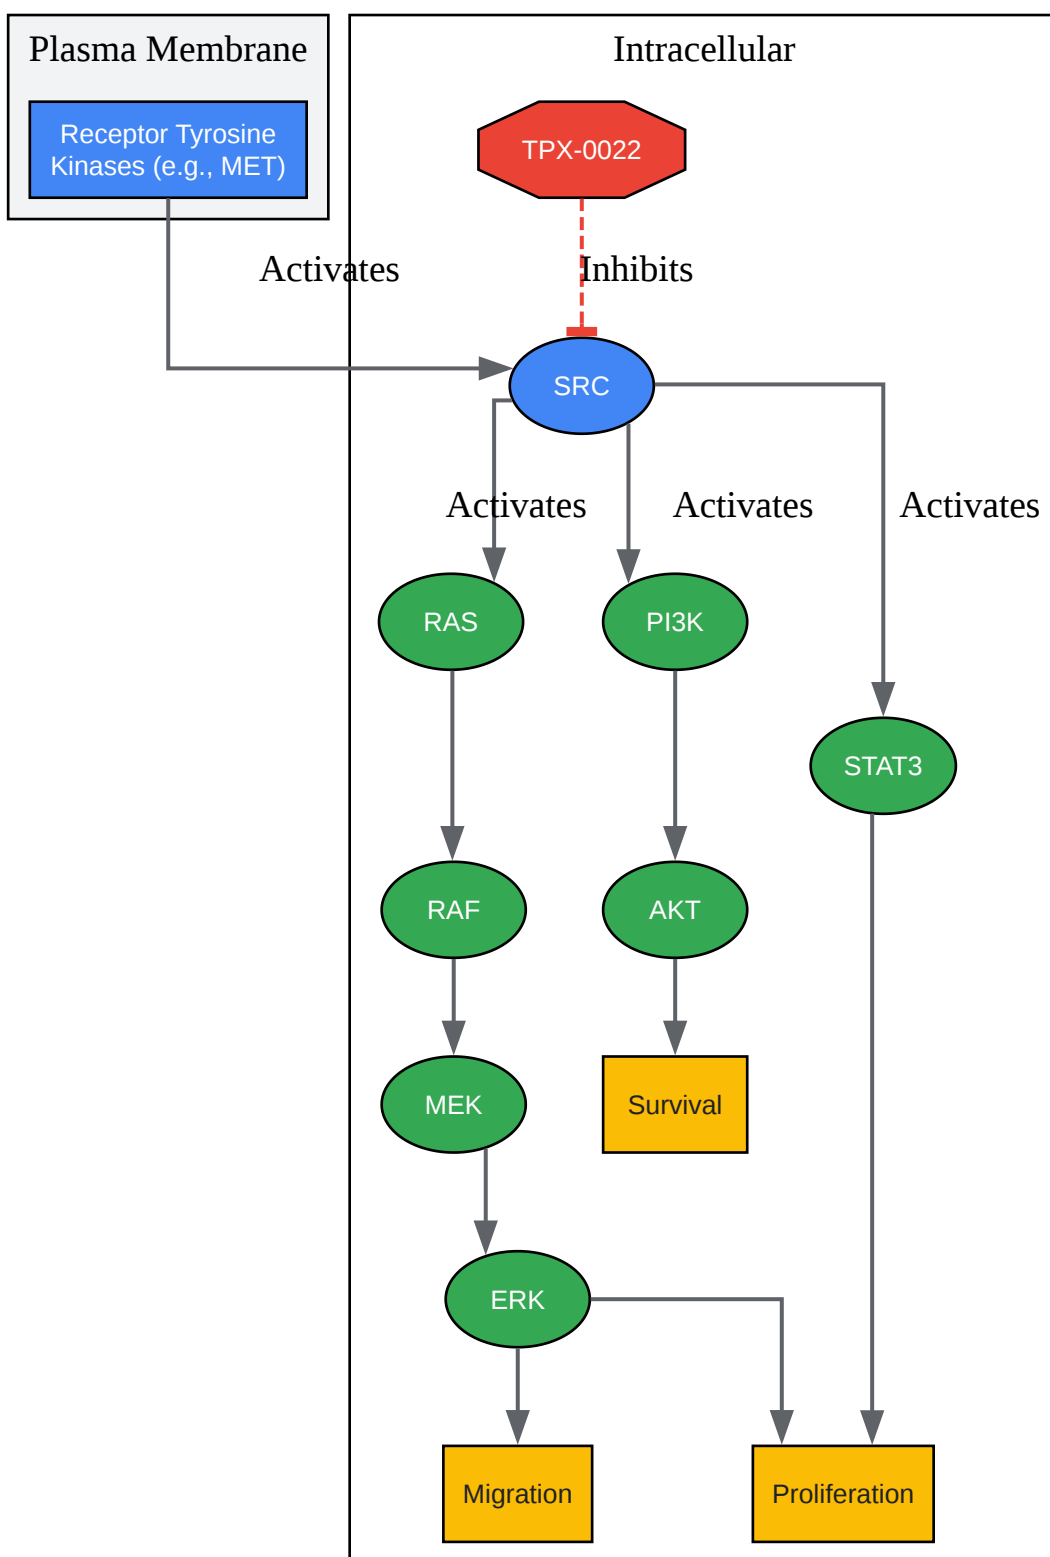 Plasma Membrane
Intracellular
Receptor Tyrosine
Kinases (e.g., MET)
TPX-0022
Activates
Inhibits
SRC
Activates
Activates
Activates
RAS
PI3K
STAT3
RAF
AKT
MEK
Survival
ERK
Migration
Proliferation